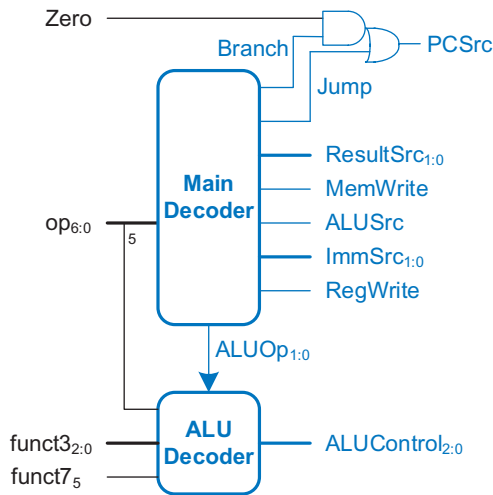 Zero
Branch
PCSrc
Jump
ResultSrc1:0
Main
Decoder
MemWrite
op6:0
5
ALUSrc
ImmSrc1:0
RegWrite
ALUOp1:0
ALU
Decoder
funct32:0
ALUControl2:0
funct75